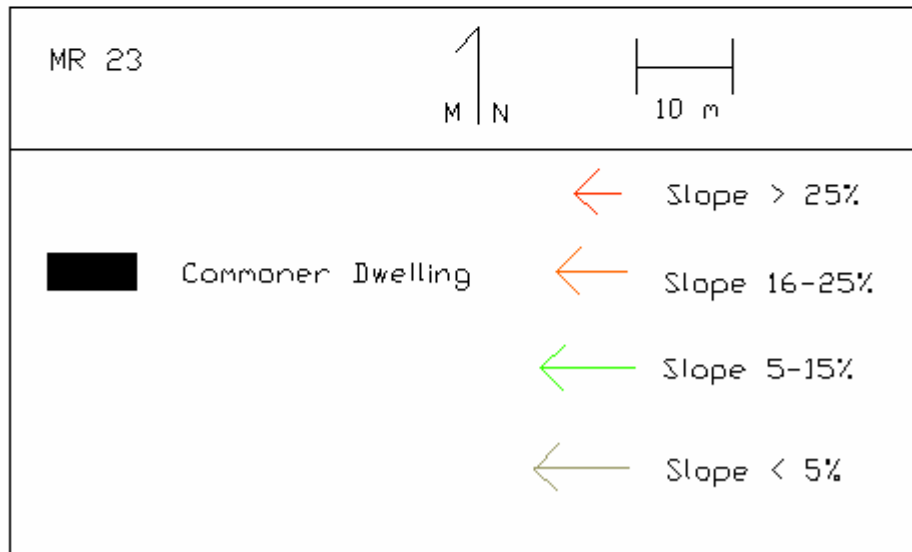 MR 23
M N
10 m
Slope > 25%
Commoner Dwelling
Slope 16-25%
Slope 5-15%
Slope < 5%